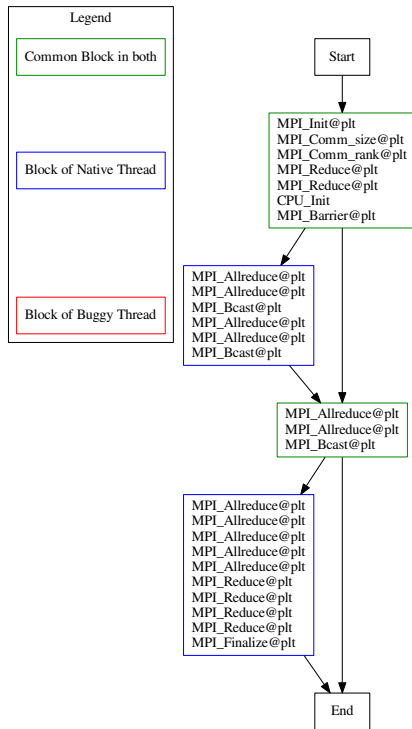 Legend
Common Block in both
Block of Native Thread
Block of Buggy Thread
Start
MPI_Init@plt
MPI_Comm_size@plt
MPI_Comm_rank@plt
MPI_Reduce@plt
MPI_Reduce@plt
CPU_Init
MPI_Barrier@plt
MPI_Allreduce@plt
MPI_Allreduce@plt
MPI_Bcast@plt
MPI_Allreduce@plt
MPI_Allreduce@plt
MPI_Bcast@plt
MPI_Allreduce@plt
MPI_Allreduce@plt
MPI_Bcast@plt
MPI_Allreduce@plt
MPI_Allreduce@plt
MPI_Allreduce@plt
MPI_Allreduce@plt
MPI_Allreduce@plt
MPI_Reduce@plt
MPI_Reduce@plt
MPI_Reduce@plt
MPI_Reduce@plt
MPI_Finalize@plt
End